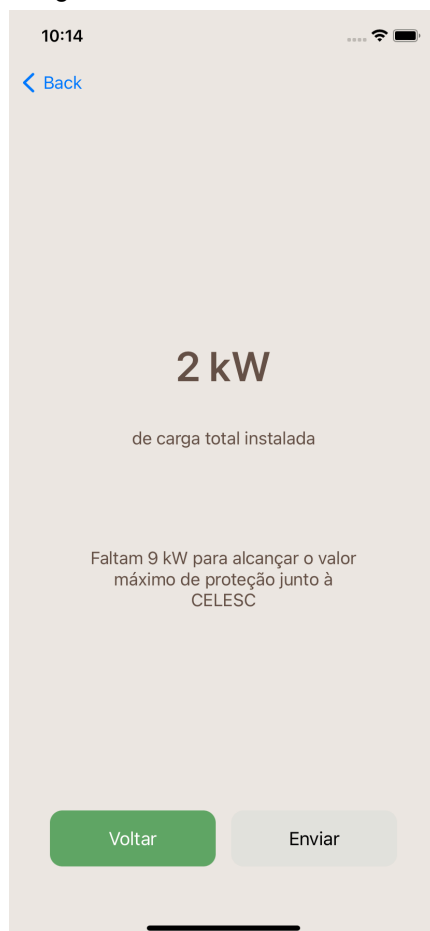 10:14
Back
2 kW
de carga total instalada
Faltam 9 kW para alcançar o valor
máximo de proteção junto à
CELESC
Voltar
Enviar